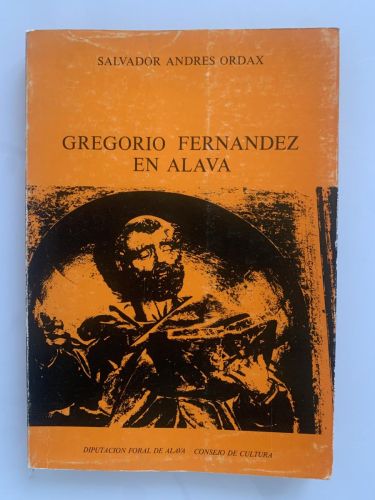 SALVADOR ANDRES ORDAX
GREGORIO FERNANDEZ
EN ALAVA
DIPUTACION FORAL DE ALAVA CONSEJO DE CULTURA